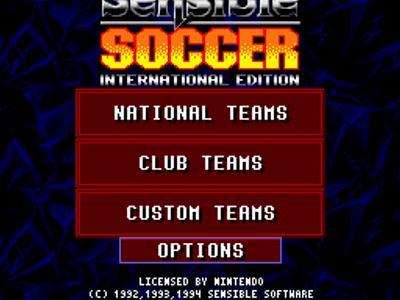 Sensible
SOCCER
INTERNATIONAL EDITION
NATIONAL TEAMS
CLUB TEAMS
CUSTOM TEAMS
OPTIONS
LICENSED BY NINTENDO
(C) 1992,1993,1994 SENSIBLE SOFTWARE